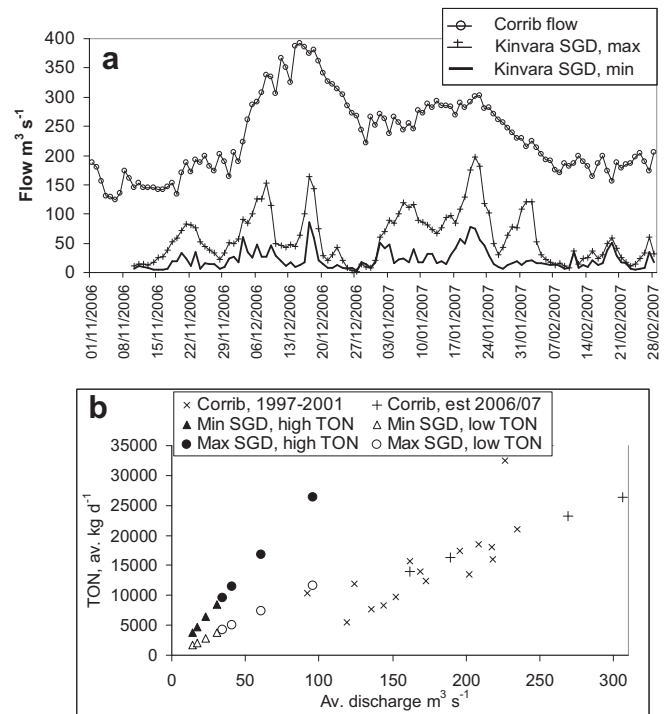 Corrib flow
Kinvara SGD, max
Kinvara SGD, min
a
Flow m³ s⁻¹
400
350
300
250
200
150
100
50
0
01/11/2006
08/11/2006
15/11/2006
22/11/2006
29/11/2006
06/12/2006
13/12/2006
20/12/2006
27/12/2006
03/01/2007
10/01/2007
17/01/2007
24/01/2007
31/01/2007
07/02/2007
14/02/2007
21/02/2007
28/02/2007
b
Corrib, 1997-2001
Corrib, est 2006/07
Min SGD, high TON
Min SGD, low TON
Max SGD, high TON
Max SGD, low TON
TON, av. kg d⁻¹
35000
30000
25000
20000
15000
10000
5000
0
0 50 100 150 200 250 300
Av. discharge m³ s⁻¹